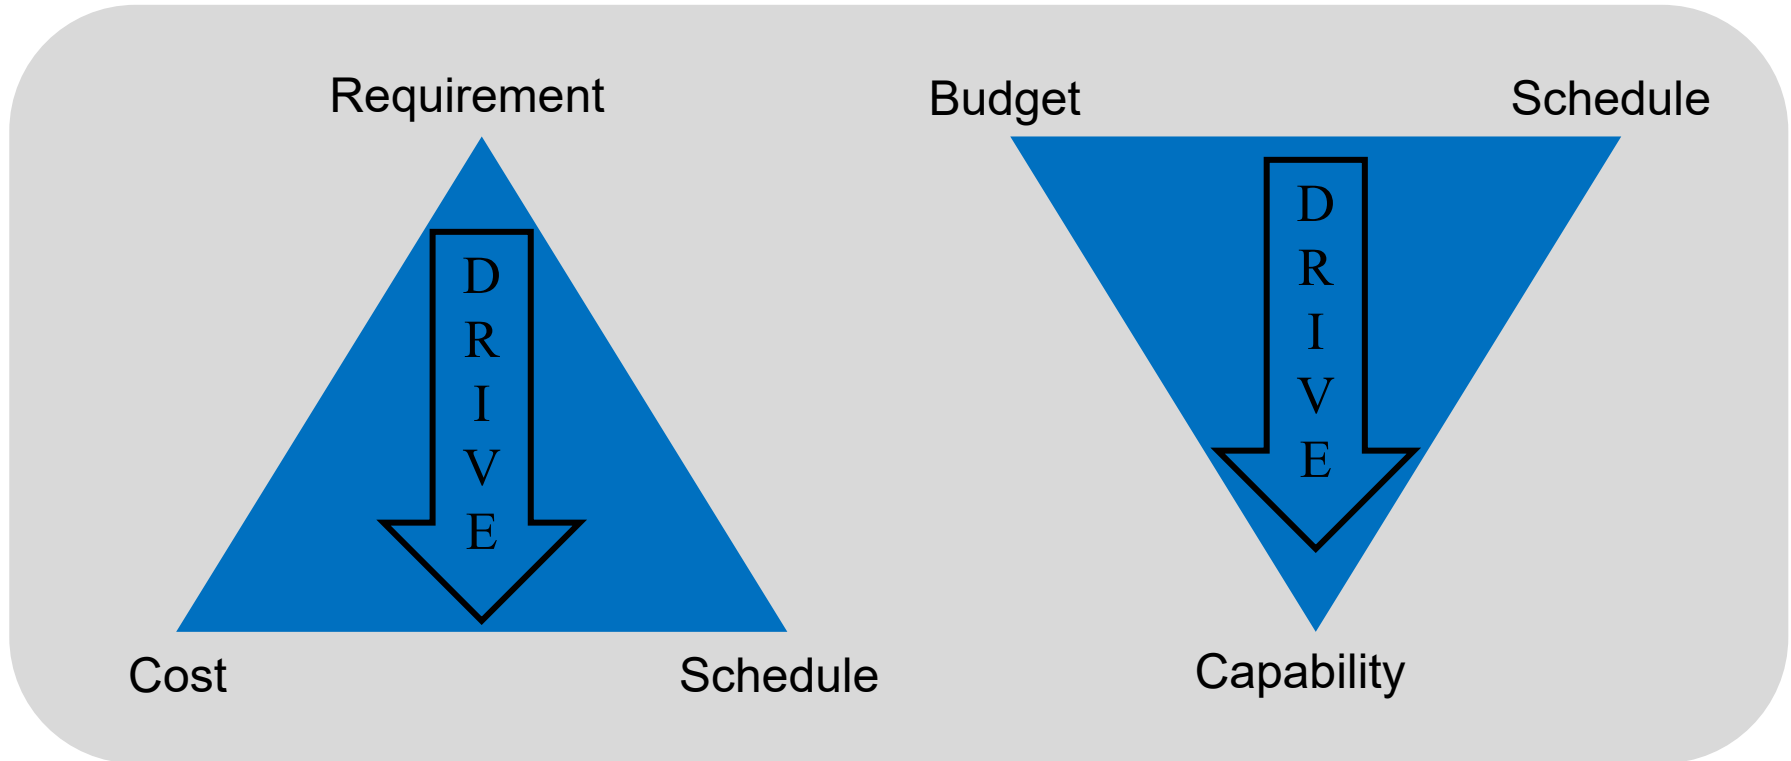 Requirement
D
R
I
V
E
Cost
Schedule
Budget
Schedule
D
R
I
V
E
Capability